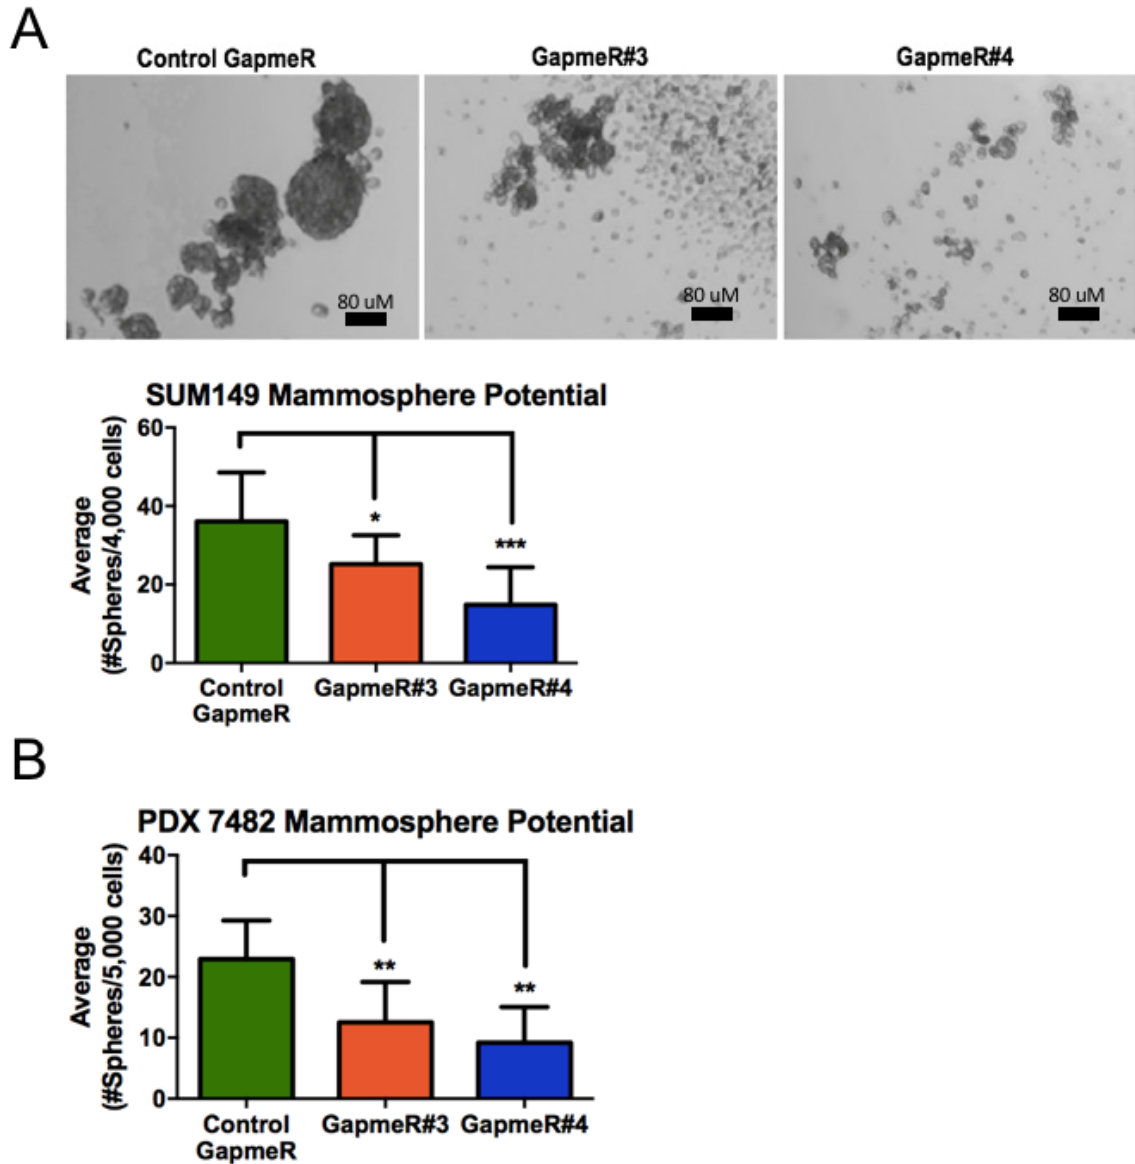 A
Control GapmeR
GapmeR#3
GapmeR#4
80 uM
80 uM
80 uM
SUM149 Mammosphere Potential
Average
(#Spheres/4,000 cells)
60
40
20
0
*
***
Control
GapmeR
GapmeR#3
GapmeR#4
B
PDX 7482 Mammosphere Potential
Average
(#Spheres/5,000 cells)
40
30
20
10
0
**
**
Control
GapmeR
GapmeR#3
GapmeR#4